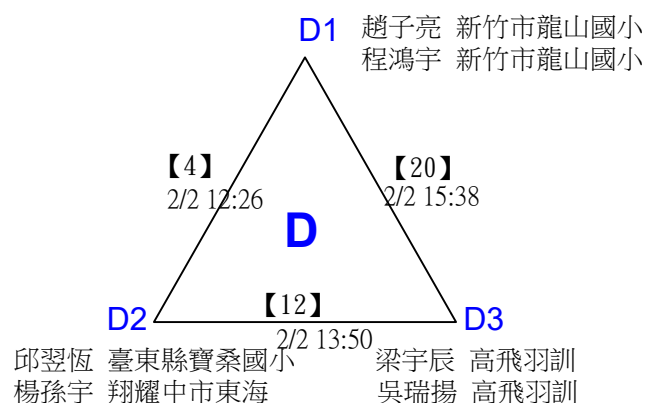 D1 趙子亮 新竹市龍山國小
程鴻宇 新竹市龍山國小
【4】
2/2 12:26
【20】
2/2 15:38
D
【12】
2/2 13:50
D2
D3
邱翌恆 臺東縣寶桑國小
楊孫宇 翔耀中市東海
梁宇辰 高飛羽訓
吳瑞揚 高飛羽訓